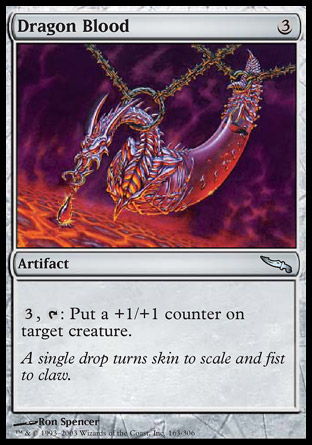 Dragon Blood 3
Artifact
3, : Put a +1/+1 counter on
target creature.
A single drop turns skin to scale and fist
to claw.
Ron Spencer
™ & © 1993–2003 Wizards of the Coast, Inc. 163/306